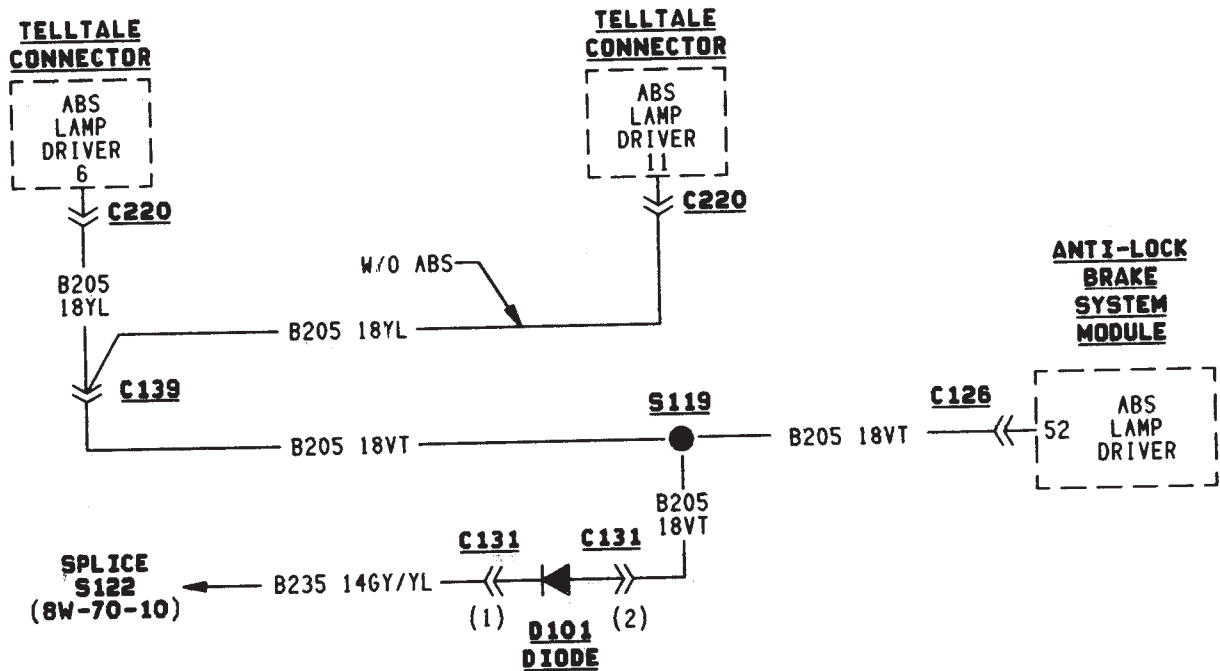 TELLTALE
CONNECTOR
ABS
LAMP
DRIVER
6
C220
TELLTALE
CONNECTOR
ABS
LAMP
DRIVER
11
C220
B205
18YL
W/O ABS
B205 18YL
C139
ANTI-LOCK
BRAKE
SYSTEM
MODULE
S119
C126
B205 18VT
B205 18VT
52
ABS
LAMP
DRIVER
B205
18VT
C131
C131
SPLICE
S122
(8W-70-10)
B235 14GY/YL
(1)
(2)
D101
DIODE